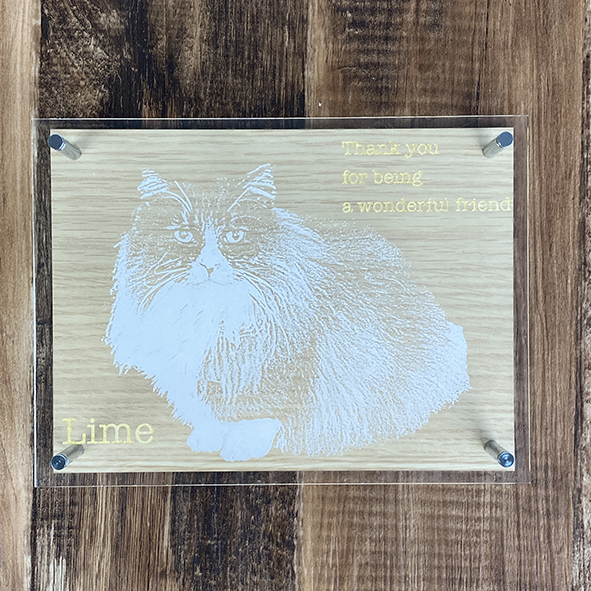 Thank you
for being
a wonderful friend
Lime